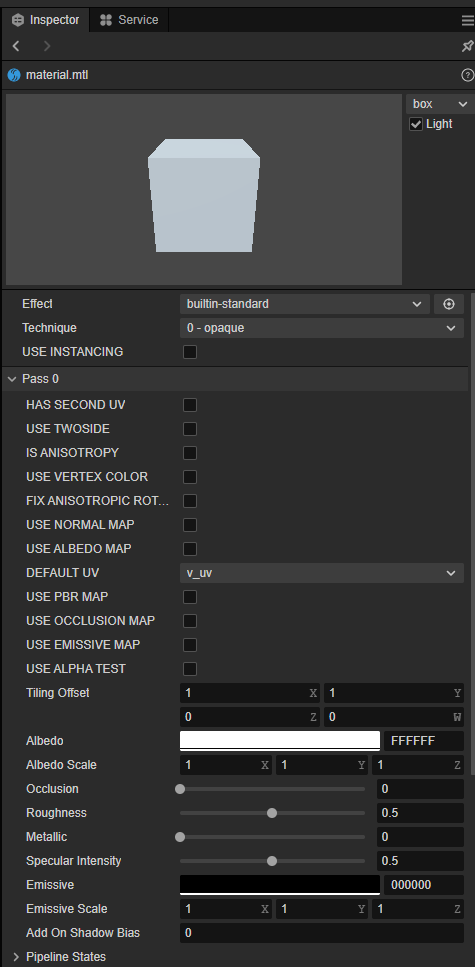 Inspector Service
material.mtl
box
Light
Effect builtin-standard
Technique 0 - opaque
USE INSTANCING
Pass 0
HAS SECOND UV
USE TWOSIDE
IS ANISOTROPY
USE VERTEX COLOR
FIX ANISOTROPIC ROT...
USE NORMAL MAP
USE ALBEDO MAP
DEFAULT UV v_uv
USE PBR MAP
USE OCCLUSION MAP
USE EMISSIVE MAP
USE ALPHA TEST
Tiling Offset 1 X 1 Y
0 Z 0 W
Albedo FFFFFF
Albedo Scale 1 X 1 Y 1 Z
Occlusion 0
Roughness 0.5
Metallic 0
Specular Intensity 0.5
Emissive 000000
Emissive Scale 1 X 1 Y 1 Z
Add On Shadow Bias 0
Pipeline States